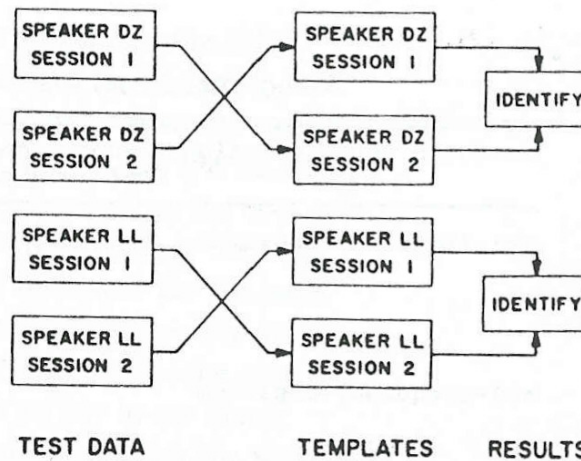 SPEAKER DZ
SESSION 1
SPEAKER DZ
SESSION 1
IDENTIFY
SPEAKER DZ
SESSION 2
SPEAKER DZ
SESSION 2
SPEAKER LL
SESSION 1
SPEAKER LL
SESSION 1
IDENTIFY
SPEAKER LL
SESSION 2
SPEAKER LL
SESSION 2
TEST DATA
TEMPLATES
RESULTS